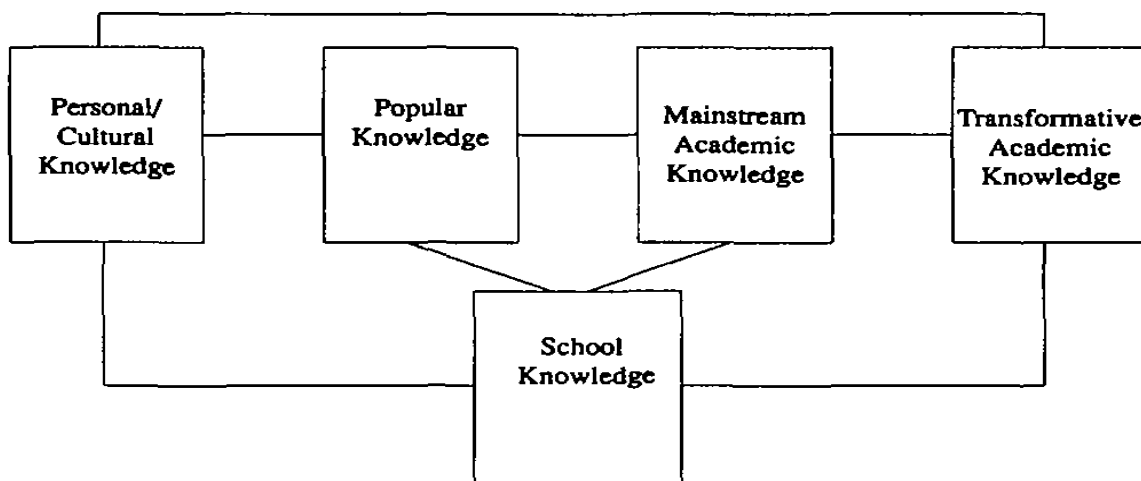 Personal/
Cultural
Knowledge
Popular
Knowledge
Mainstream
Academic
Knowledge
Transformative
Academic
Knowledge
School
Knowledge